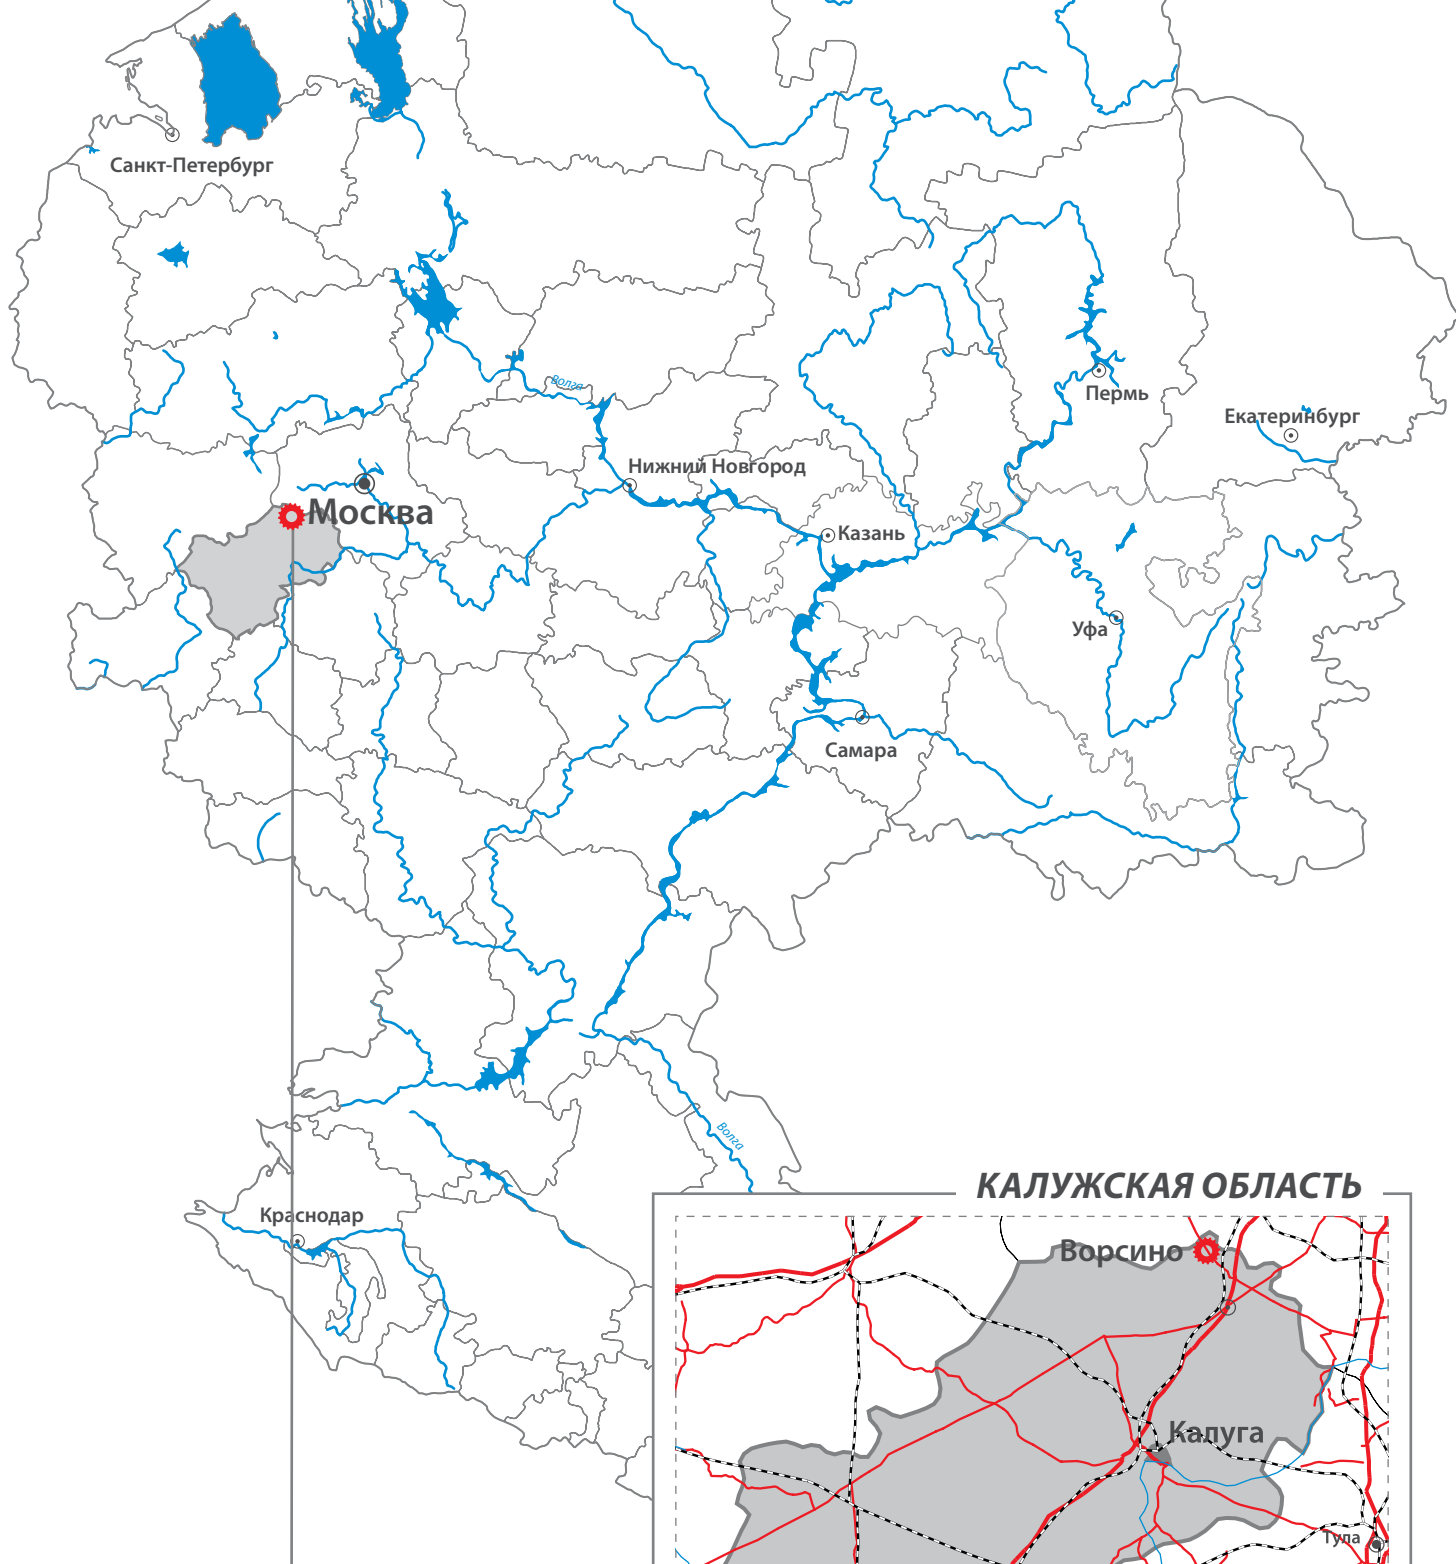 Санкт-Петербург
Волга
Пермь
Екатеринбург
Нижний Новгород
Москва
Казань
Уфа
Самара
Волга
КАЛУЖСКАЯ ОБЛАСТЬ
Краснодар
Ворсино
Калуга
Тула